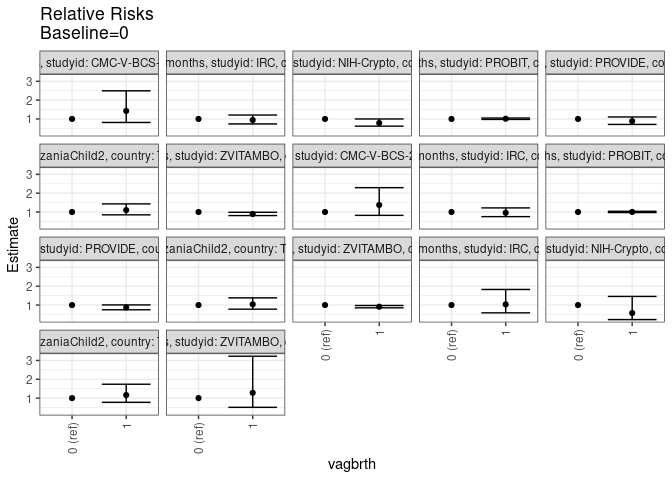 Relative Risks
Baseline=0
, studyid: CMC-V-BCS- months, studyid: IRC, c , studyid: NIH-Crypto, co ths, studyid: PROBIT, c , studyid: PROVIDE, co
3
2
1
zaniaChild2, country: T s, studyid: ZVITAMBO, studyid: CMC-V-BCS-2 months, studyid: IRC, c hs, studyid: PROBIT, co
3
2
1
studyid: PROVIDE, cou zaniaChild2, country: T , studyid: ZVITAMBO, c months, studyid: IRC, c studyid: NIH-Crypto, co
3
2
1
0 (ref) 1 0 (ref) 1 0 (ref) 1
zaniaChild2, country: T s, studyid: ZVITAMBO,
3
2
1
0 (ref) 1 0 (ref) 1
Estimate
vagbrth